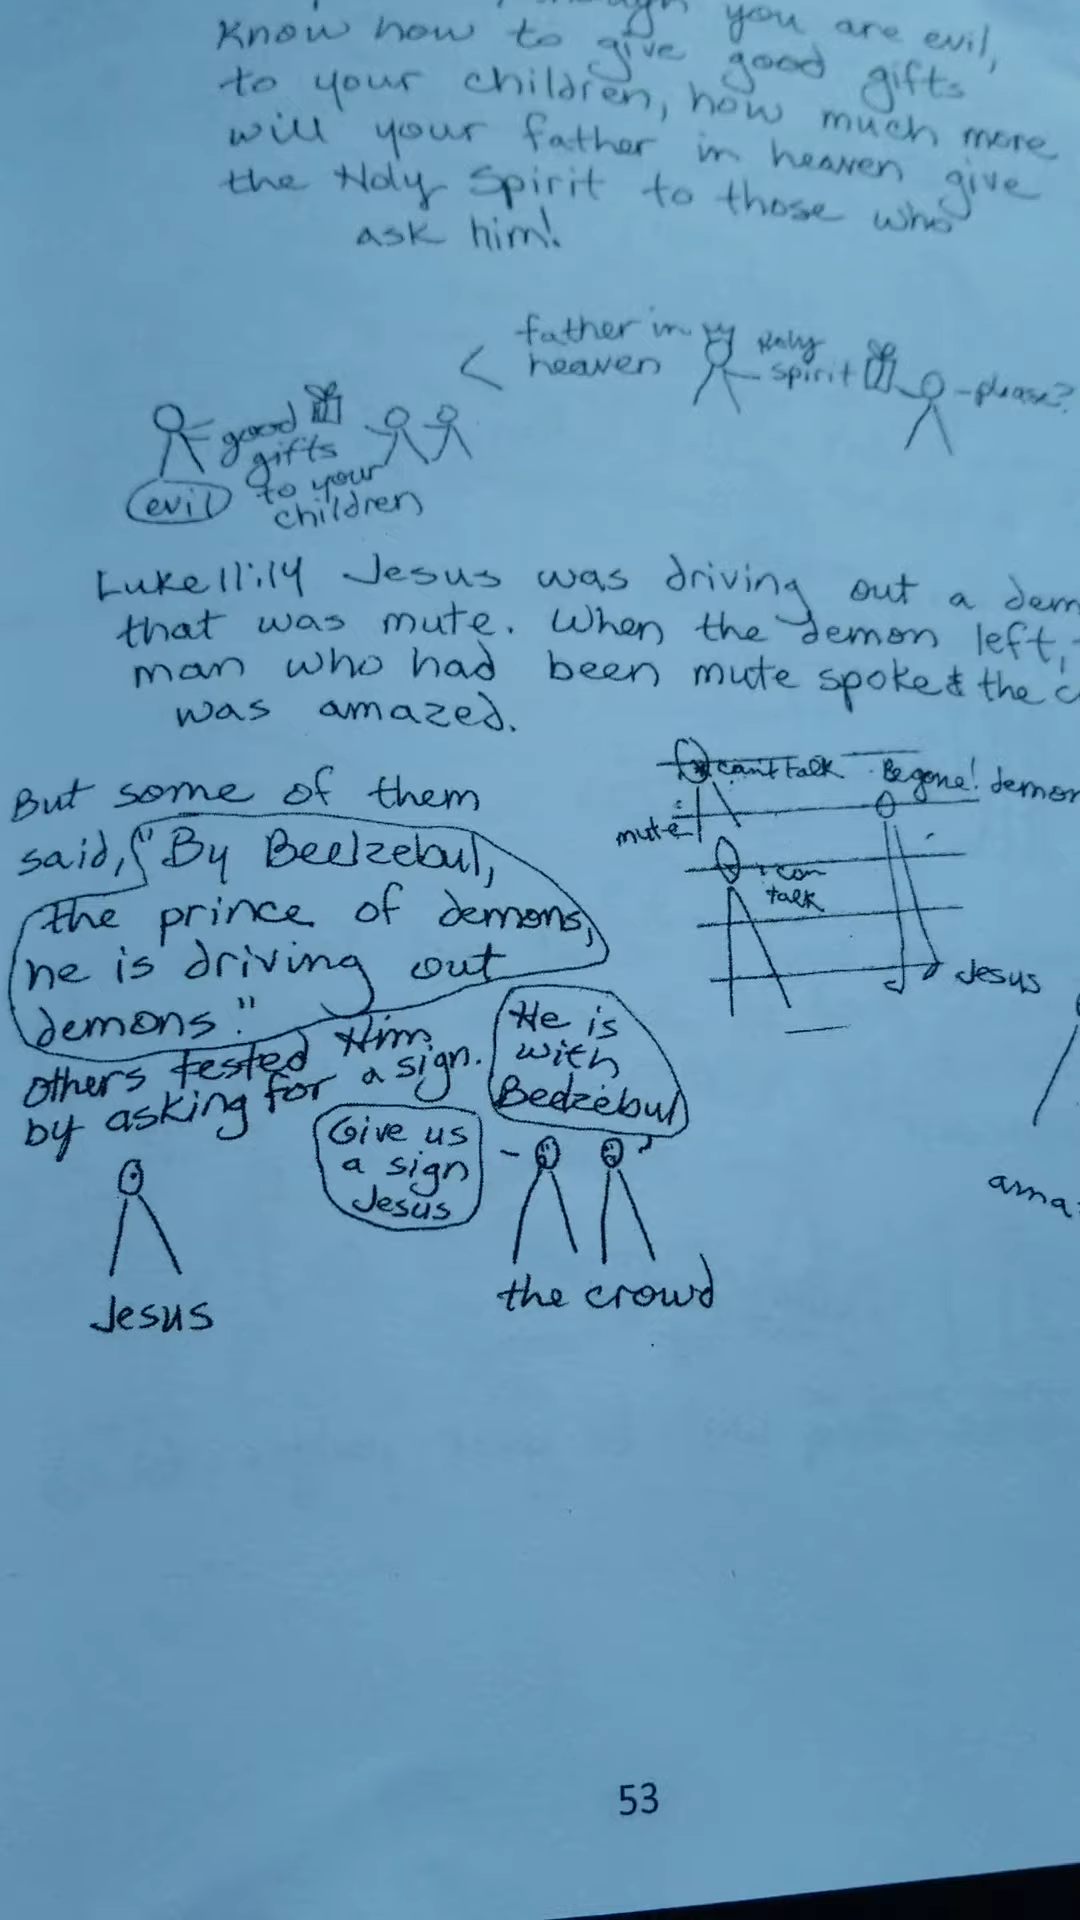 you are evil,
Know how to give good gifts
to your children, how much more
will your father in heaven give
the Holy Spirit to those who
ask him!
father in
heaven
Holy
spirit
-please?
<
good
gifts
to your
children
evil
Luke 11:14 Jesus was driving out a dem
that was mute. When the demon left,
man who had been mute spoke & the c
was amazed.
But some of them
said, "By Beelzebul,
the prince of demons,
he is driving out
demons."
others tested Him
by asking for a sign.
can't talk
Begone! demon
mute
can
talk
Jesus
He is
with
Beelzebul
Give us
a sign
Jesus
ama
Jesus
the crowd
53